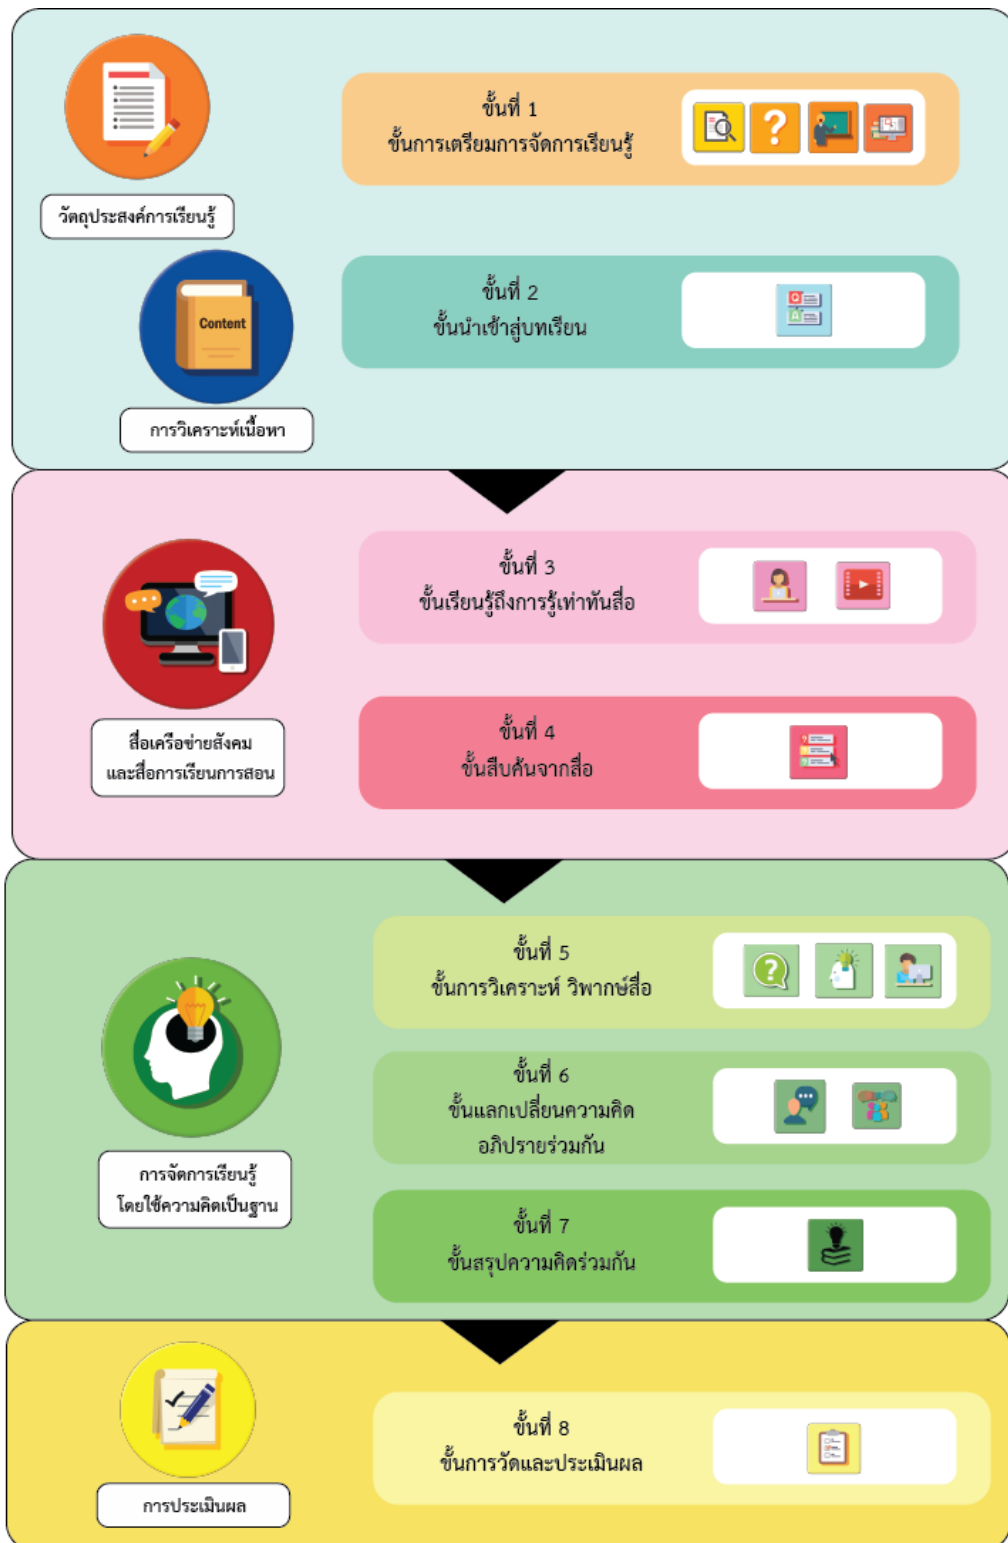 วัตถุประสงค์การเรียนรู้
Content
การวิเคราะห์เนื้อหา
ขั้นที่ 1
ขั้นการเตรียมการจัดการเรียนรู้
ขั้นที่ 2
ขั้นนำเข้าสู่บทเรียน
Q
A
สื่อเครือข่ายสังคม
และสื่อการเรียนการสอน
ขั้นที่ 3
ขั้นเรียนรู้ถึงการรู้เท่าทันสื่อ
ขั้นที่ 4
ขั้นสืบค้นจากสื่อ
การจัดการเรียนรู้
โดยใช้ความคิดเป็นฐาน
ขั้นที่ 5
ขั้นการวิเคราะห์ วิพากษ์สื่อ
ขั้นที่ 6
ขั้นแลกเปลี่ยนความคิด
อภิปรายร่วมกัน
ขั้นที่ 7
ขั้นสรุปความคิดร่วมกัน
การประเมินผล
ขั้นที่ 8
ขั้นการวัดและประเมินผล